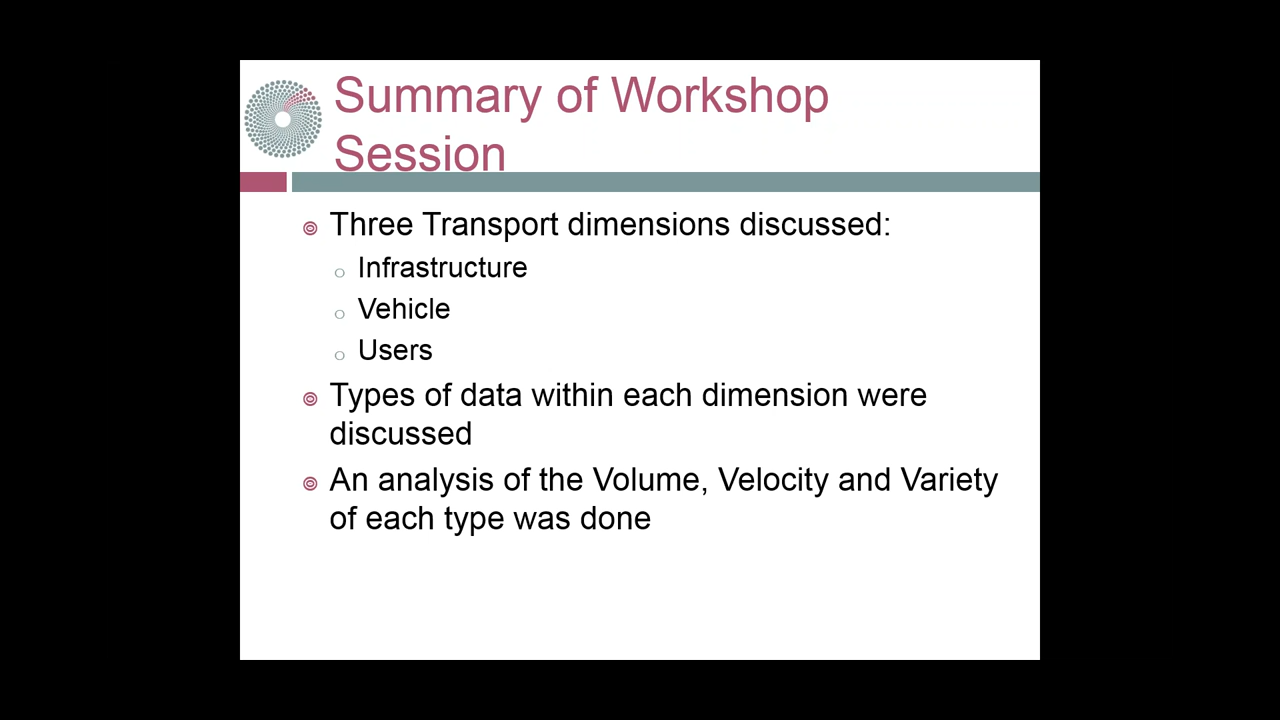 Summary of Workshop
Session
Three Transport dimensions discussed:
Infrastructure
Vehicle
Users
Types of data within each dimension were
discussed
An analysis of the Volume, Velocity and Variety
of each type was done